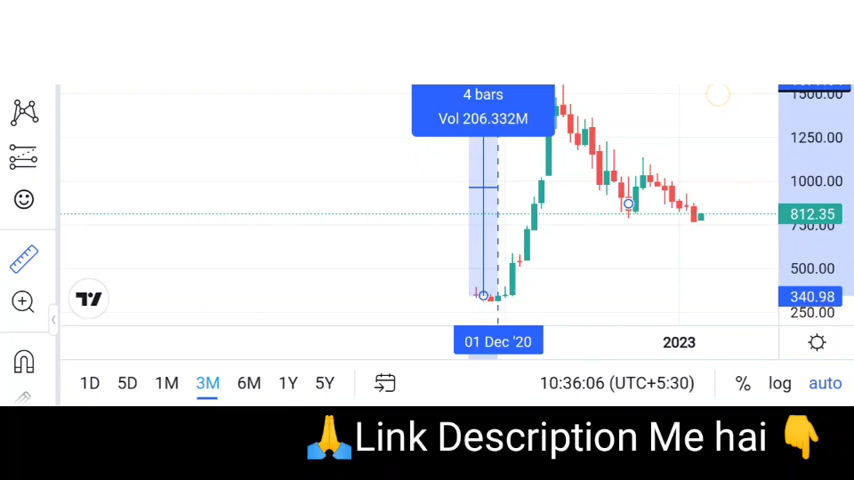 4 bars
Vol 206.332M
1500.00
1250.00
1000.00
812.35
750.00
500.00
340.98
250.00
01 Dec '20
2023
1D 5D 1M 3M 6M 1Y 5Y
10:36:06 (UTC+5:30) % log auto
🙏Link Description Me hai 👇